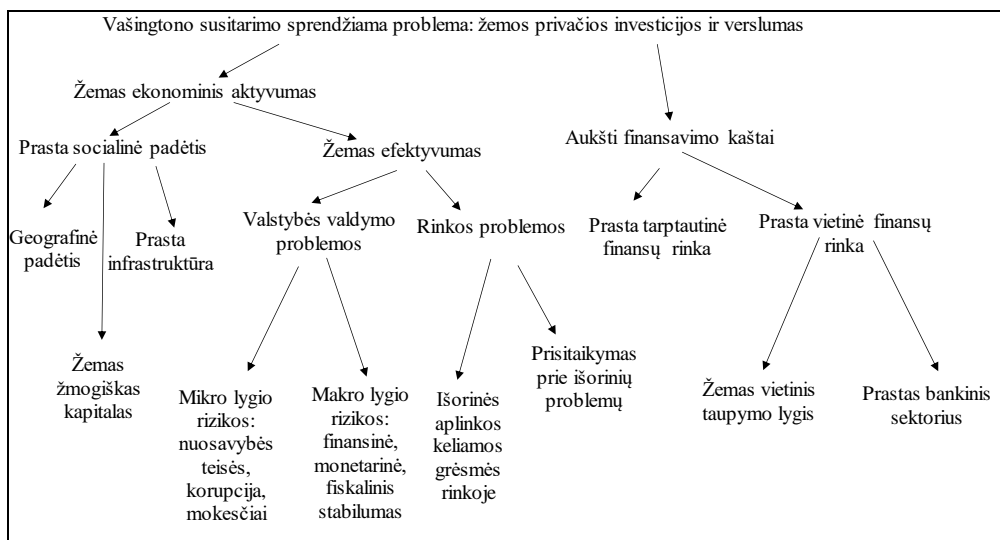 Vašingtono susitarimo sprendžiama problema: žemos privačios investicijos ir verslumas
Žemas ekonominis aktyvumas
Aukšti finansavimo kaštai
Prasta socialinė padėtis
Žemas efektyvumas
Geografinė
padėtis
Prasta
infrastruktūra
Valstybės valdymo
problemos
Rinkos problemos
Prasta tarptautinė
finansų rinka
Prasta vietinė finansų
rinka
Žemas
žmogiškas
kapitalas
Mikro lygio
rizikos:
nuosavybės
teisės,
korupcija,
mokesčiai
Makro lygio
rizikos:
finansinė,
monetarinė,
fiskalinis
stabilumas
Išorinės
aplinkos
keliamos
grėsmės
rinkoje
Prisitaikymas
prie išorinių
problemų
Žemas vietinis
taupymo lygis
Prastas bankinis
sektorius